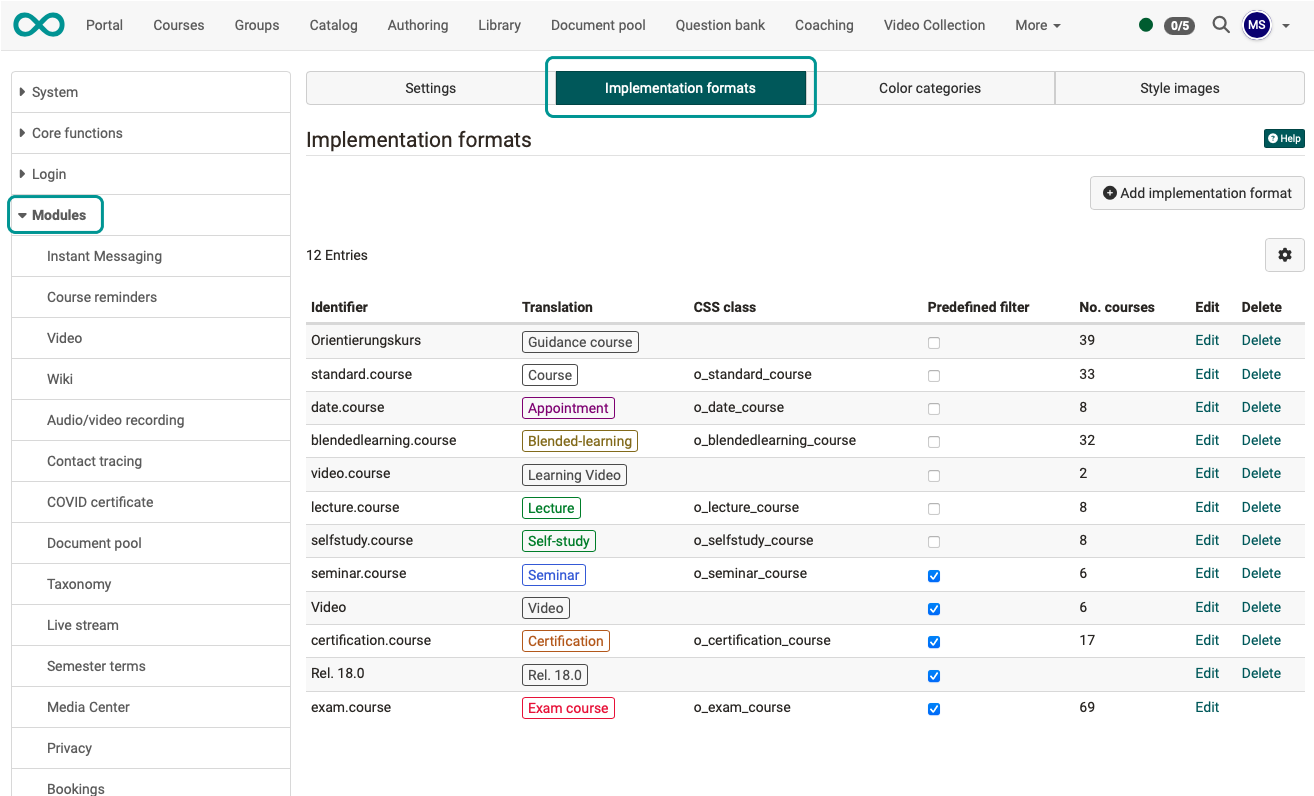 Portal Courses Groups Catalog Authoring Library Document pool Question bank Coaching Video Collection More 0/5 MS
System
Core functions
Login
Modules
Instant Messaging
Course reminders
Video
Wiki
Audio/video recording
Contact tracing
COVID certificate
Document pool
Taxonomy
Live stream
Semester terms
Media Center
Privacy
Bookings
Settings Implementation formats Color categories Style images
Implementation formats Help
Add implementation format
12 Entries
Identifier Translation CSS class Predefined filter No. courses Edit Delete
Orientierungskurs Guidance course 39 Edit Delete
standard.course Course o_standard_course 33 Edit Delete
date.course Appointment o_date_course 8 Edit Delete
blendedlearning.course Blended-learning o_blendedlearning_course 32 Edit Delete
video.course Learning Video 2 Edit Delete
lecture.course Lecture o_lecture_course 8 Edit Delete
selfstudy.course Self-study o_selfstudy_course 8 Edit Delete
seminar.course Seminar o_seminar_course 6 Edit Delete
Video Video 6 Edit Delete
certification.course Certification o_certification_course 17 Edit Delete
Rel. 18.0 Rel. 18.0 Edit Delete
exam.course Exam course o_exam_course 69 Edit